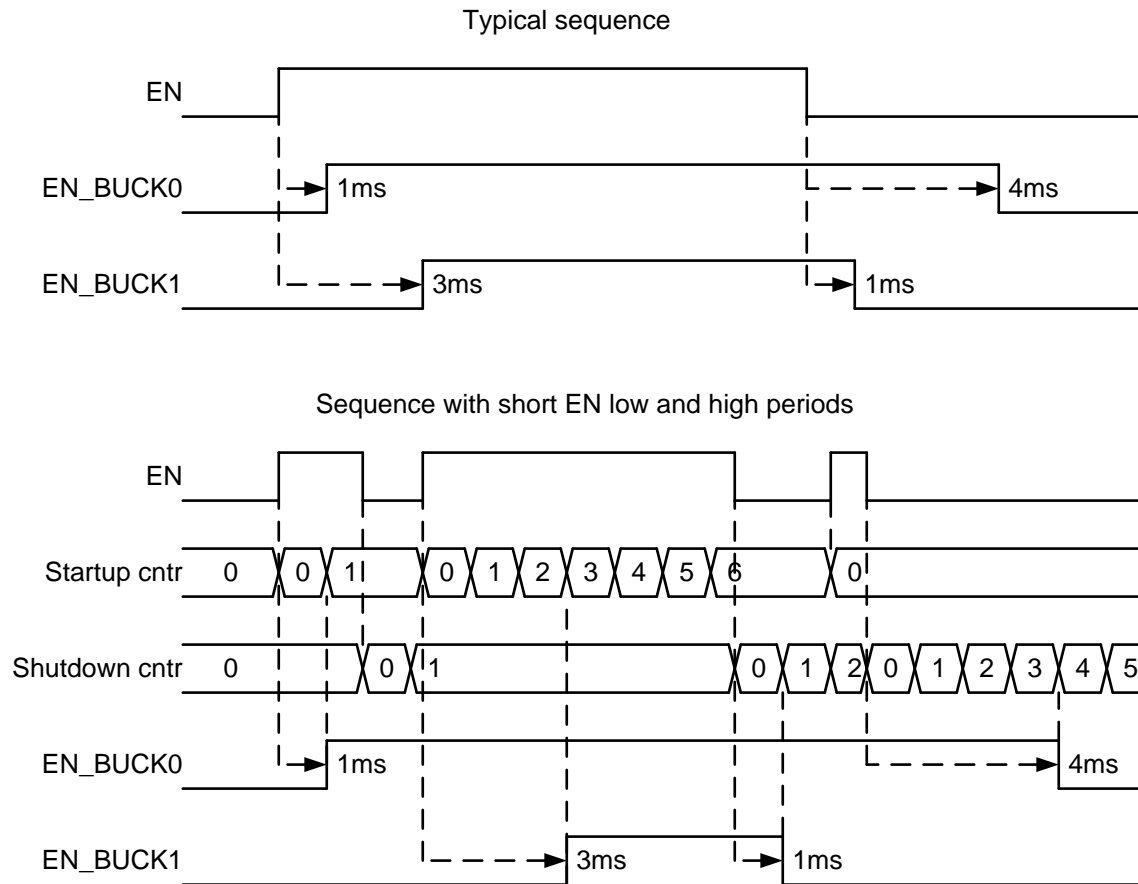 Typical sequence
EN
EN_BUCK0 1ms 4ms
EN_BUCK1 3ms 1ms
Sequence with short EN low and high periods
EN
Startup cntr 0 0 1 0 1 2 3 4 5 6 0
Shutdown cntr 0 0 1 0 1 2 0 1 2 3 4 5
EN_BUCK0 1ms 4ms
EN_BUCK1 3ms 1ms